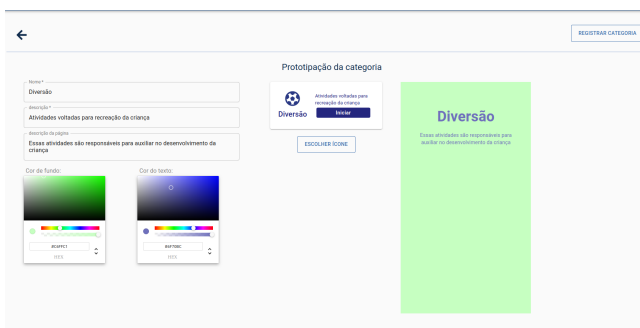 REGISTRAR CATEGORIA
Prototipação da categoria
Nome *
Diversão
descrição *
Atividades voltadas para recreação da criança
descrição da página
Essas atividades são responsáveis para auxiliar no desenvolvimento da
criança
Cor de fundo:
Cor do texto:
#C6FFC1
HEX
HEX
Diversão
Atividades voltadas para
recreação da criança
Iniciar
ESCOLHER ÍCONE
Diversão
Essas atividades são responsáveis para
auxiliar no desenvolvimento da criança